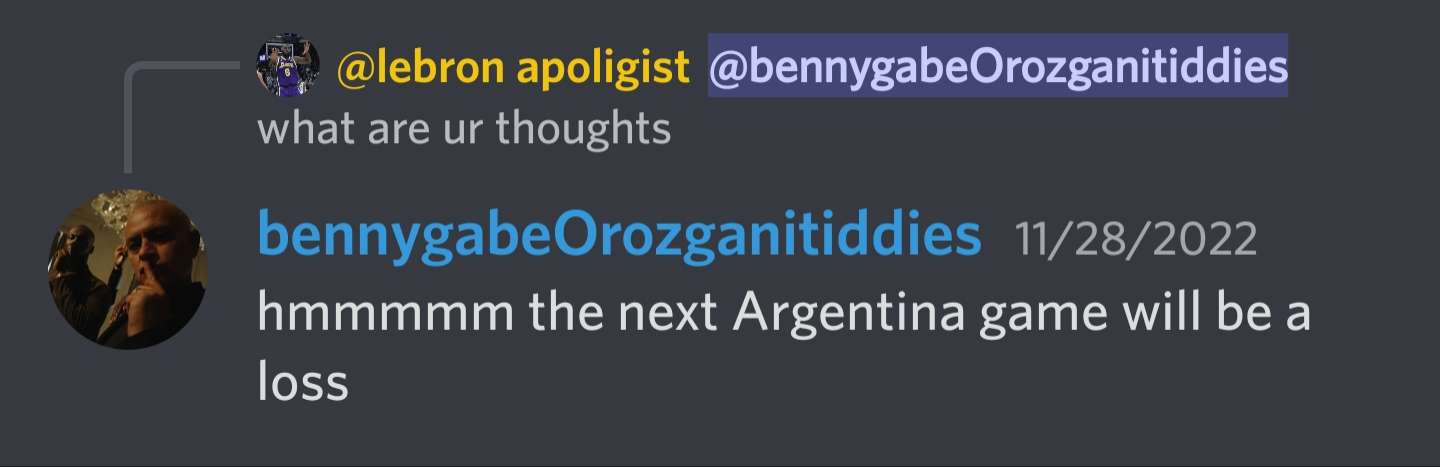 @lebron apoligist @bennygabeOrozganitiddies
what are ur thoughts
bennygabeOrozganitiddies 11/28/2022
hmmmmm the next Argentina game will be a
loss